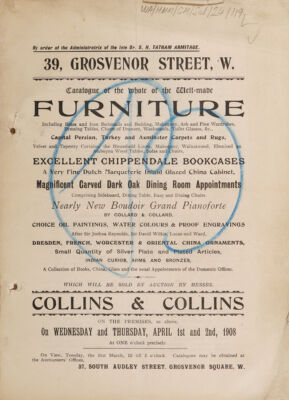 WA/HMM/CM/Sal/24/119
By order of the Administratrix of the late Dr. S. H. TATHAM ARMITAGE.
39, GROSVENOR STREET, W.
Catalogue of the whole of the Well-made
FURNITURE
Including Brass and Iron Bedsteads and Bedding, Mahogany, Ash and Pine Wardrobes,
Dressing Tables, Chests of Drawers, Washstands, Toilet Glasses, &c.,
Capital Persian, Turkey and Axminster Carpets and Rugs,
Velvet and Tapestry Curtains, the Household Linen, Mahogany, Walnutwood, Ebonized
Wood Tables, and Chairs,
EXCELLENT CHIPPENDALE BOOKCASES
A Very Fine Dutch Marqueterie Inlaid Glazed China Cabinet,
Magnificent Carved Dark Oak Dining Room Appointments
Comprising Sideboard, Dining Table, Easy and Dining Chairs
Nearly New Boudoir Grand Pianoforte
BY COLLARD & COLLARD.
CHOICE OIL PAINTINGS, WATER COLOURS & PROOF ENGRAVINGS
After Sir Joshua Reynolds, Sir David Wilkie, Lucas and Ward.
DRESDEN, FRENCH, WORCESTER & ORIENTAL CHINA ORNAMENTS,
Small Quantity of Silver Plate and Plated Articles,
INDIAN CURIOS, ARMS AND BRONZES,
A Collection of Books, China, Glass and the usual Appointments of the Domestic Offices.
WHICH WILL BE SOLD BY AUCTION BY MESSRS.
COLLINS & COLLINS
ON THE PREMISES, as above,
On WEDNESDAY and THURSDAY, APRIL 1st and 2nd, 1908
At ONE o'clock precisely
On View, Tuesday, the 31st March, 10 till 5 o'clock. Catalogues may be obtained at
the Auctioneers' Offices,
37, SOUTH AUDLEY STREET, GROSVENOR SQUARE, W.